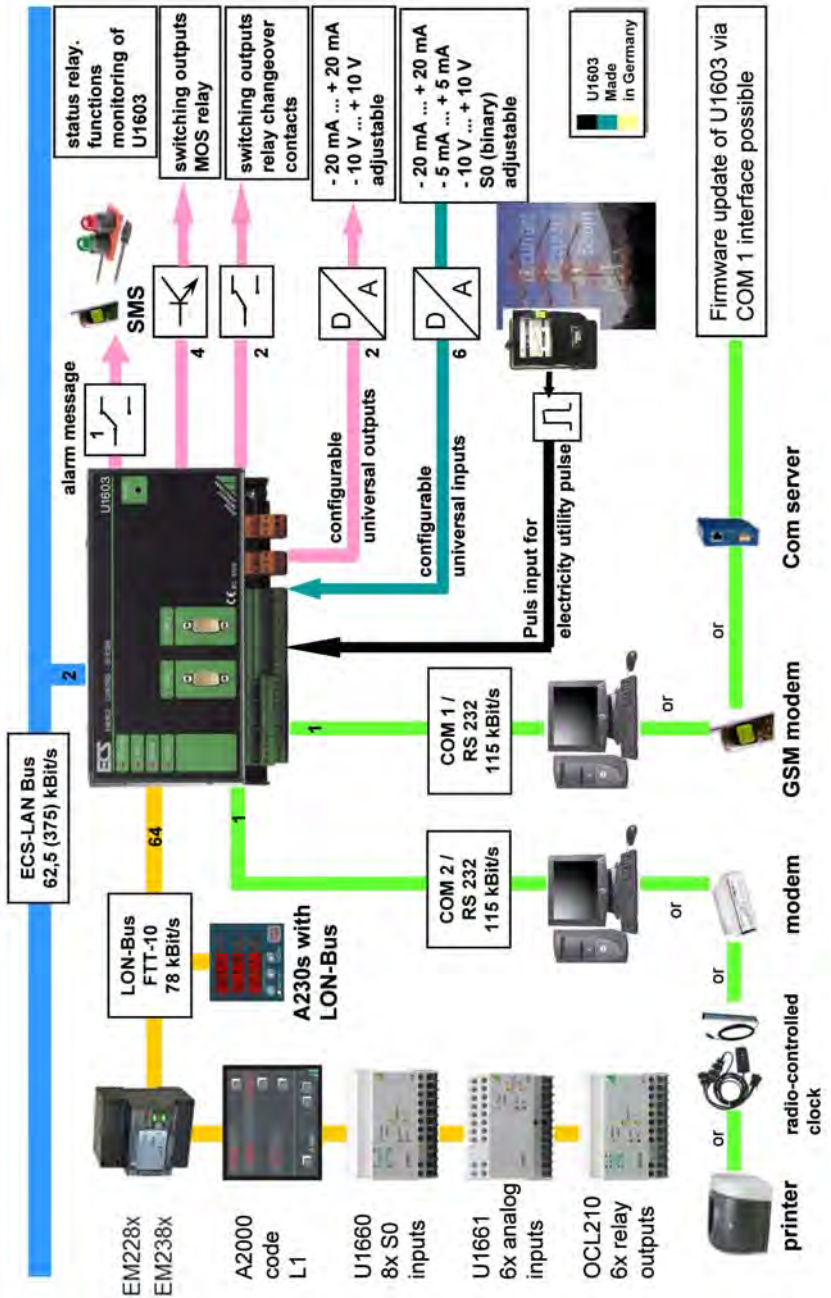 ECS-LAN Bus
62,5 (375) kBit/s
2
LON-Bus
FTT-10
78 kBit/s
64
A230s with
LON-Bus
EM228x
EM238x
A2000
code
L1
U1660
8x S0
inputs
U1661
6x analog
inputs
OCL210
6x relay
outputs
ECS
ENERGY CONTROL SYSTEM
U1603
alarm message
1
SMS
status relay.
functions
monitoring of
U1603
4
switching outputs
MOS relay
2
switching outputs
relay changeover
contacts
configurable
universal outputs
D
A
2
- 20 mA ... + 20 mA
- 10 V ... + 10 V
adjustable
configurable
universal inputs
D
A
6
- 20 mA ... + 20 mA
- 5 mA ... + 5 mA
- 10 V ... + 10 V
S0 (binary)
adjustable
Puls input for
electricity utility pulse
U1603
Made
in Germany
1
COM 2 /
RS 232
115 kBit/s
1
COM 1 /
RS 232
115 kBit/s
or
or
printer
or
radio-controlled
clock
or
modem
GSM modem
or
Com server
Firmware update of U1603 via
COM 1 interface possible